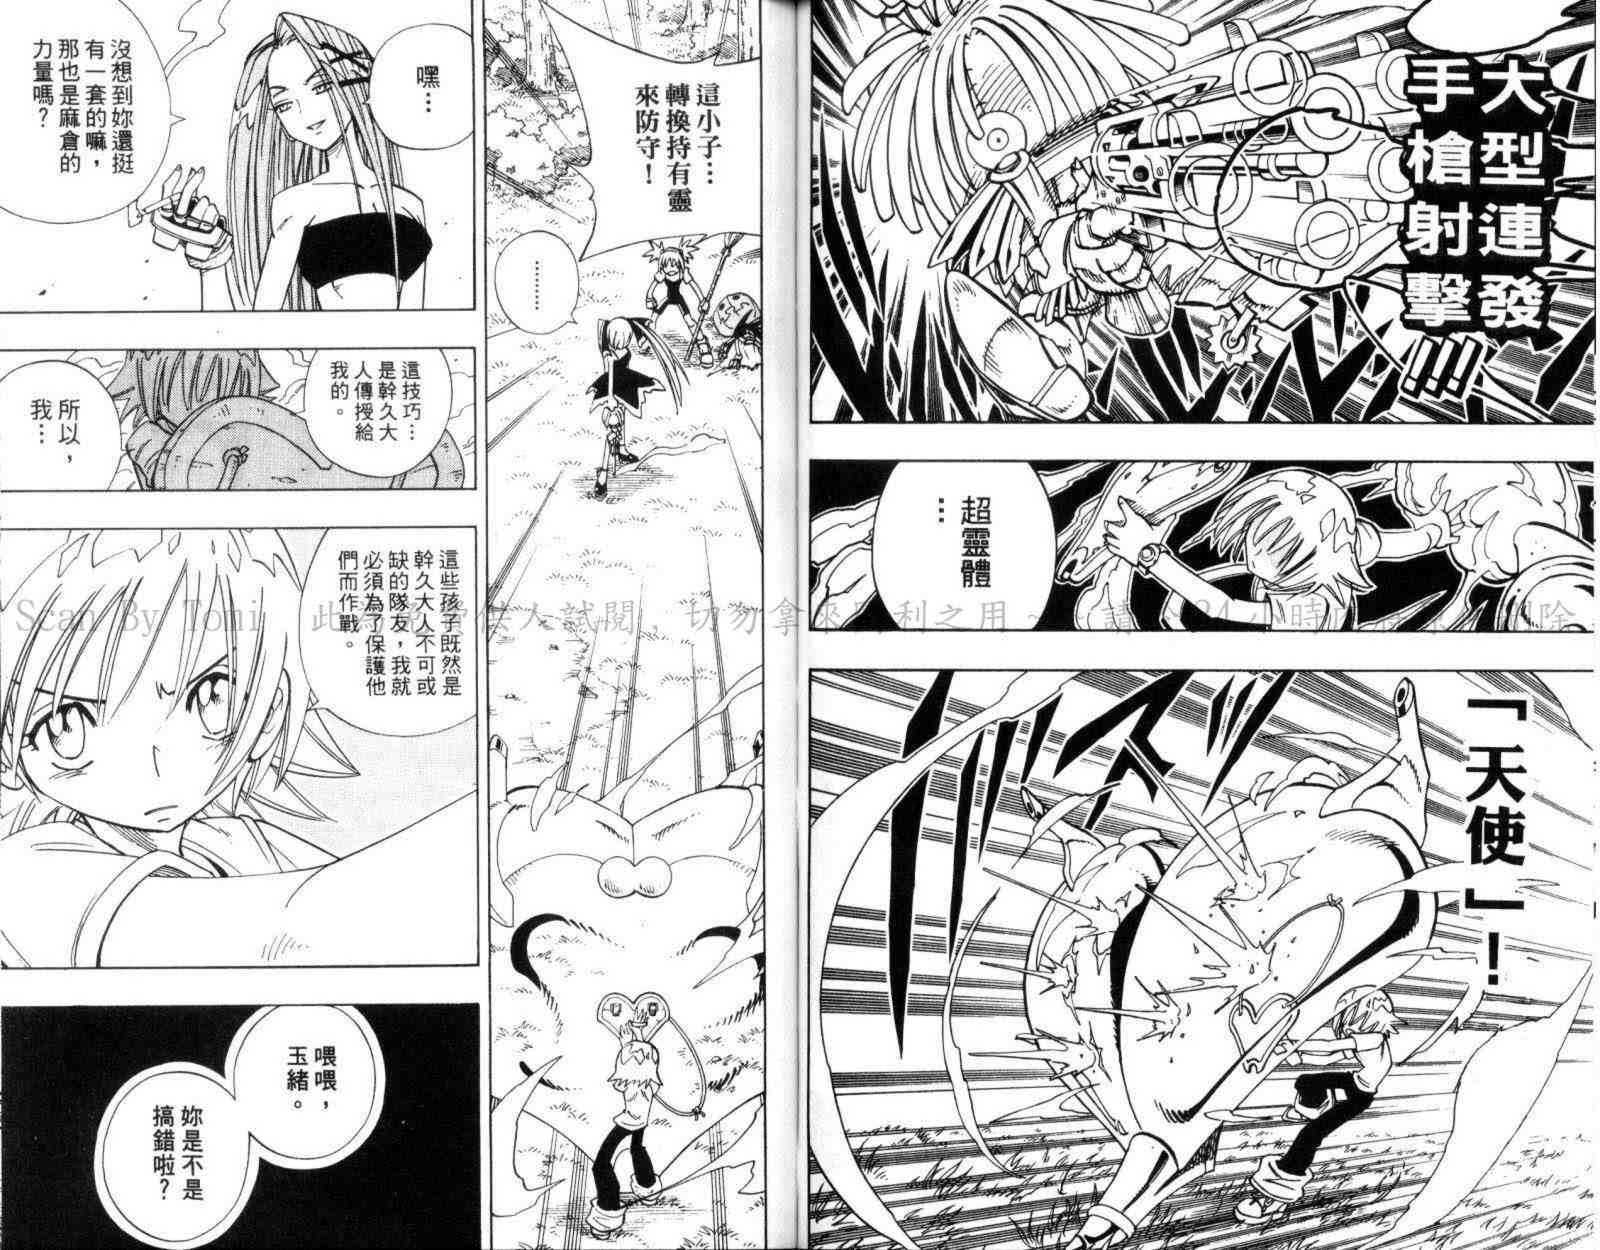 大型連發
手槍射擊
!!!
超靈體
…
「天使」！
這小子…
轉換持有靈
來防守！
………
嘿…
沒想到妳還挺
有一套的嘛，
那也是麻倉的
力量嗎？
這技巧…
是幹久大
人傳授給
我的。
所以，
我…
這些孩子既然是
幹久大人不可或
缺的隊友，我就
必須為了保護他
們而作戰。
喂喂，
玉緒。
妳是不是
搞錯啦？
Scan By Tomi